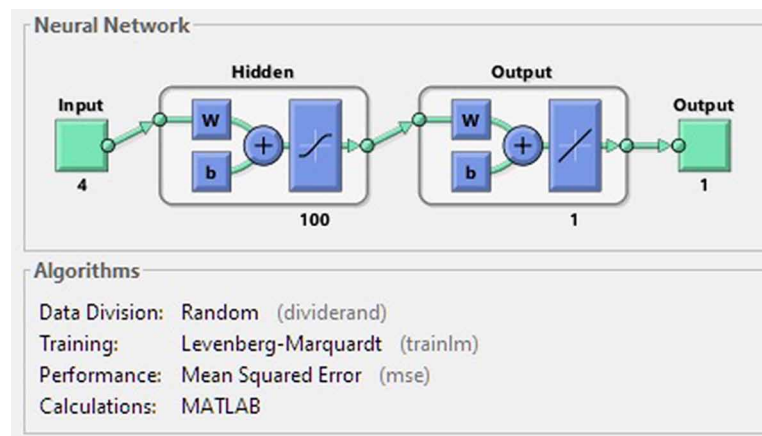 Neural Network
Hidden
Output
Input
W
b
+
4
100
W
b
+
1
Output
1
Algorithms
Data Division: Random (dividerand)
Training: Levenberg-Marquardt (trainlm)
Performance: Mean Squared Error (mse)
Calculations: MATLAB